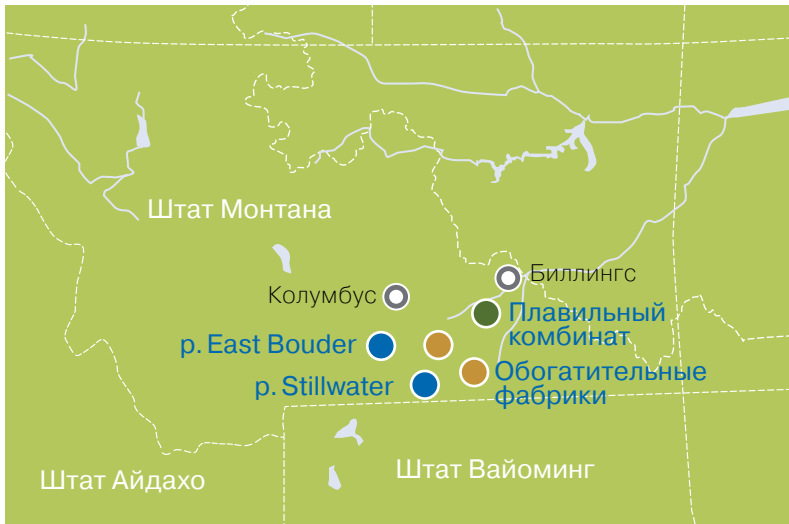 Штат Монтана
Биллингс
Колумбус
Плавильный
комбинат
р. East Bouder
р. Stillwater
Обогатительные
фабрики
Штат Айдахо
Штат Вайоминг